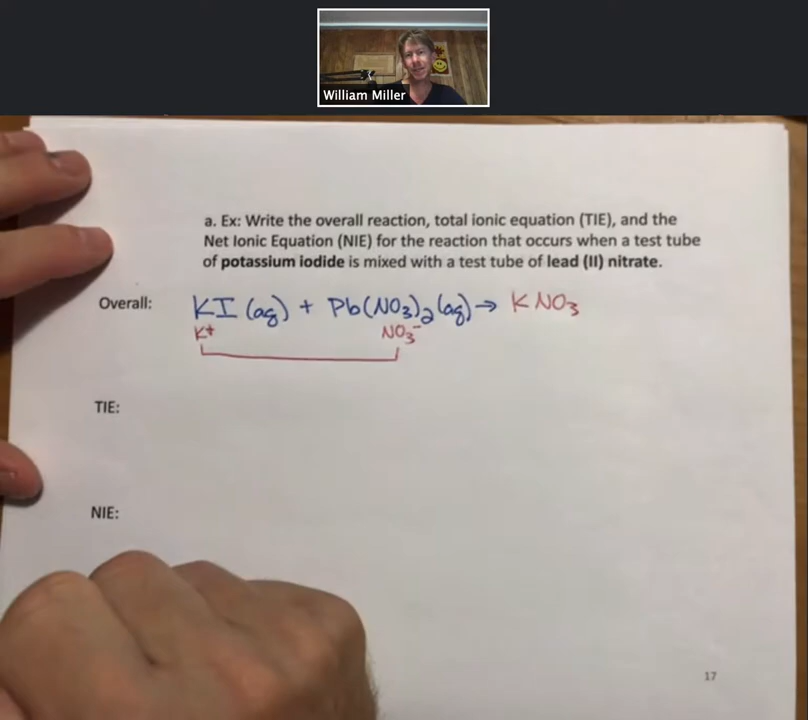 William Miller
a. Ex: Write the overall reaction, total ionic equation (TIE), and the
Net Ionic Equation (NIE) for the reaction that occurs when a test tube
of potassium iodide is mixed with a test tube of lead (II) nitrate.
Overall: KI (aq) + Pb(NO₃)₂(aq) → KNO₃
K⁺ NO₃⁻
TIE:
NIE:
17